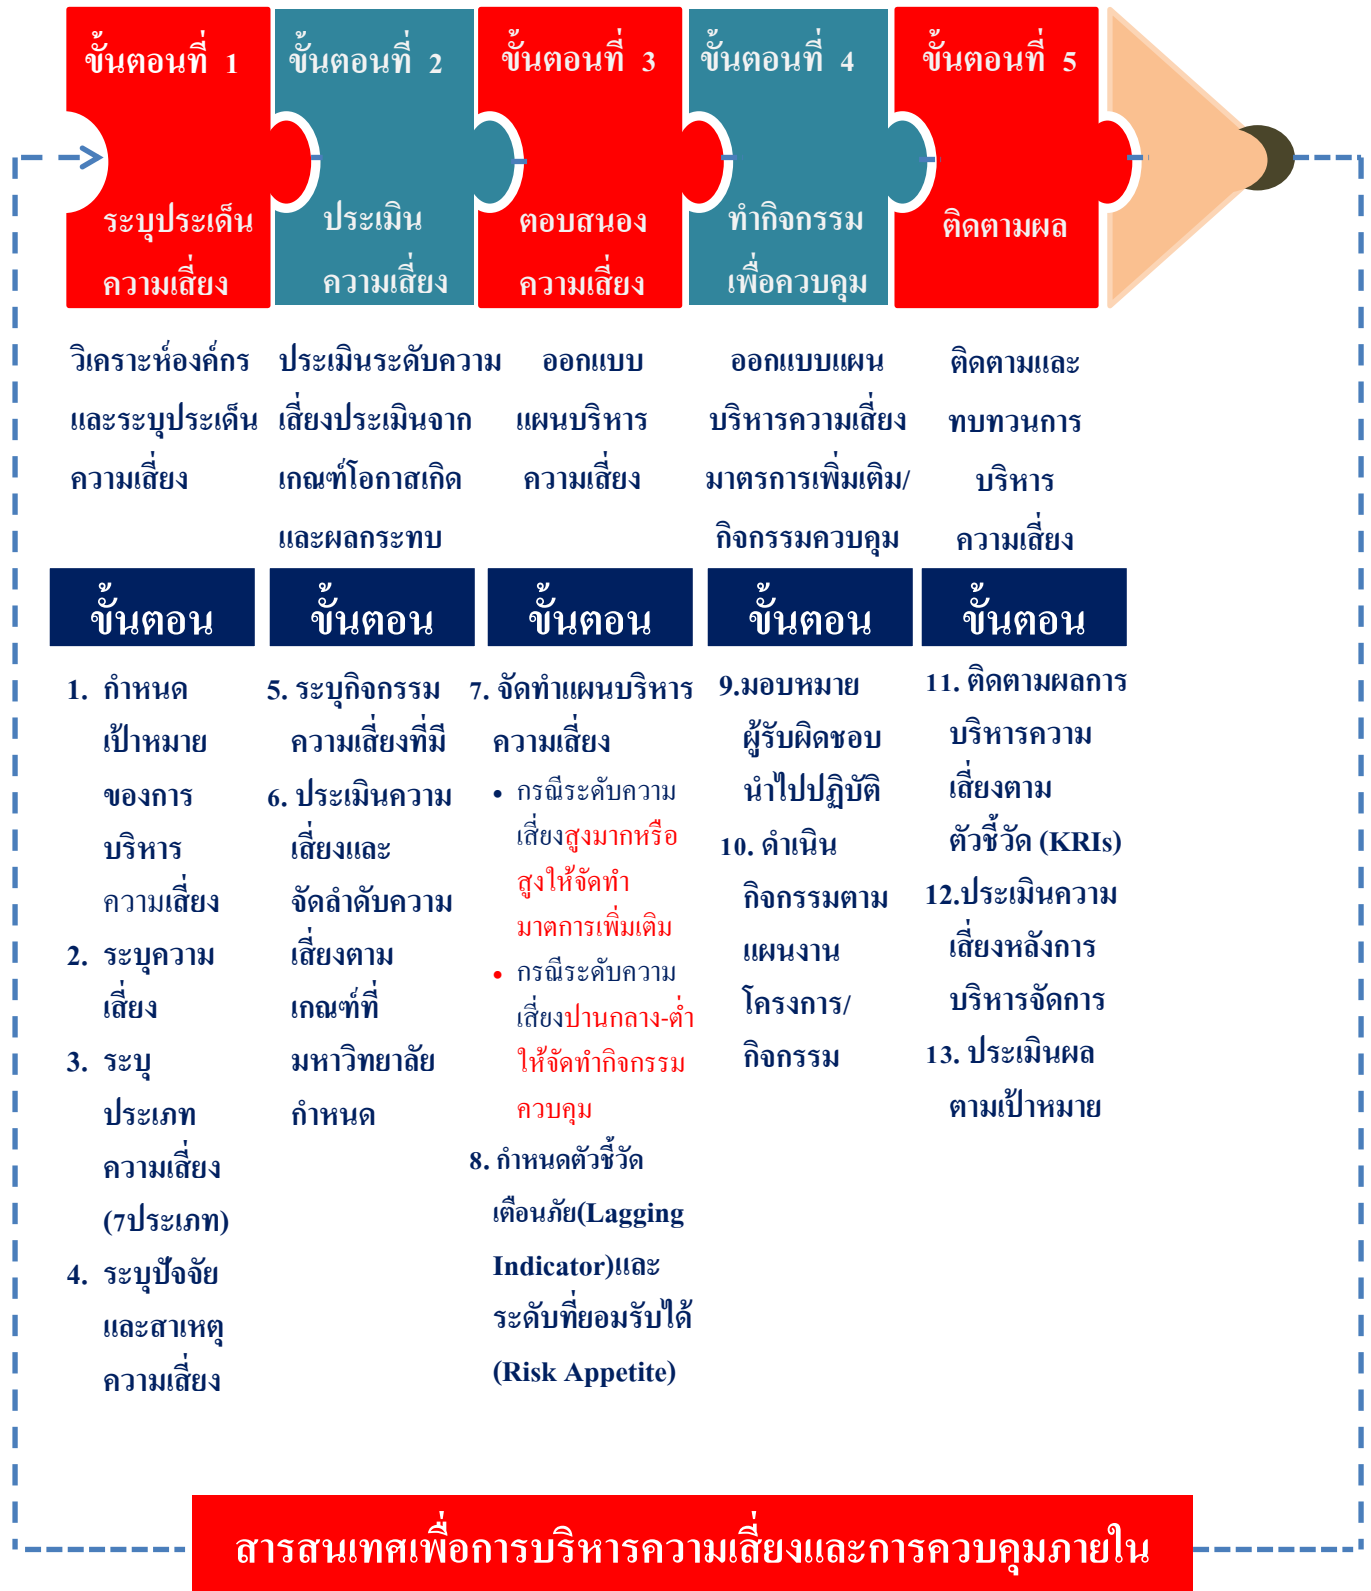 ขั้นตอนที่ 1
ระบุประเด็น
ความเสี่ยง
ขั้นตอนที่ 2
ประเมิน
ความเสี่ยง
ขั้นตอนที่ 3
ตอบสนอง
ความเสี่ยง
ขั้นตอนที่ 4
ทำกิจกรรม
เพื่อควบคุม
ขั้นตอนที่ 5
ติดตามผล
วิเคราะห์องค์กร
และระบุประเด็น
ความเสี่ยง
ประเมินระดับความ
เสี่ยงประเมินจาก
เกณฑ์โอกาสเกิด
และผลกระทบ
ออกแบบ
แผนบริหาร
ความเสี่ยง
ออกแบบแผน
บริหารความเสี่ยง
มาตรการเพิ่มเติม/
กิจกรรมควบคุม
ติดตามและ
ทบทวนการ
บริหาร
ความเสี่ยง
ขั้นตอน
1. กำหนด
เป้าหมาย
ของการ
บริหาร
ความเสี่ยง
2. ระบุความ
เสี่ยง
3. ระบุ
ประเภท
ความเสี่ยง
(7ประเภท)
4. ระบุปัจจัย
และสาเหตุ
ความเสี่ยง
ขั้นตอน
5. ระบุกิจกรรม
ความเสี่ยงที่มี
6. ประเมินความ
เสี่ยงและ
จัดลำดับความ
เสี่ยงตาม
เกณฑ์ที่
มหาวิทยาลัย
กำหนด
ขั้นตอน
7. จัดทำแผนบริหาร
ความเสี่ยง
• กรณีระดับความ
เสี่ยงสูงมากหรือ
สูงให้จัดทำ
มาตการเพิ่มเติม
• กรณีระดับความ
เสี่ยงปานกลาง-ต่ำ
ให้จัดทำกิจกรรม
ควบคุม
8. กำหนดตัวชี้วัด
เตือนภัย(Lagging
Indicator)และ
ระดับที่ยอมรับได้
(Risk Appetite)
ขั้นตอน
9.มอบหมาย
ผู้รับผิดชอบ
นำไปปฏิบัติ
10. ดำเนิน
กิจกรรมตาม
แผนงาน
โครงการ/
กิจกรรม
ขั้นตอน
11. ติดตามผลการ
บริหารความ
เสี่ยงตาม
ตัวชี้วัด (KRIs)
12.ประเมินความ
เสี่ยงหลังการ
บริหารจัดการ
13. ประเมินผล
ตามเป้าหมาย
สารสนเทศเพื่อการบริหารความเสี่ยงและการควบคุมภายใน